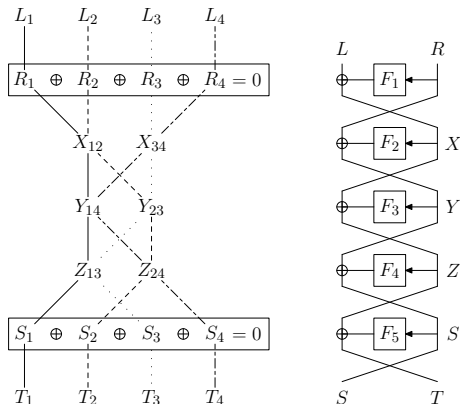 L₁ L₂ L₃ L₄ L R
R₁ ⊕ R₂ ⊕ R₃ ⊕ R₄ = 0 ⊕ F₁
X₁₂ X₃₄ ⊕ F₂ X
Y₁₄ Y₂₃ ⊕ F₃ Y
Z₁₃ Z₂₄ ⊕ F₄ Z
S₁ ⊕ S₂ ⊕ S₃ ⊕ S₄ = 0 ⊕ F₅ S
T₁ T₂ T₃ T₄ S T